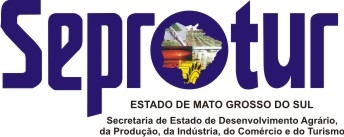 Seprotur
ESTADO DE MATO GROSSO DO SUL
Secretaria de Estado de Desenvolvimento Agrário,
da Produção, da Indústria, do Comércio e do Turismo